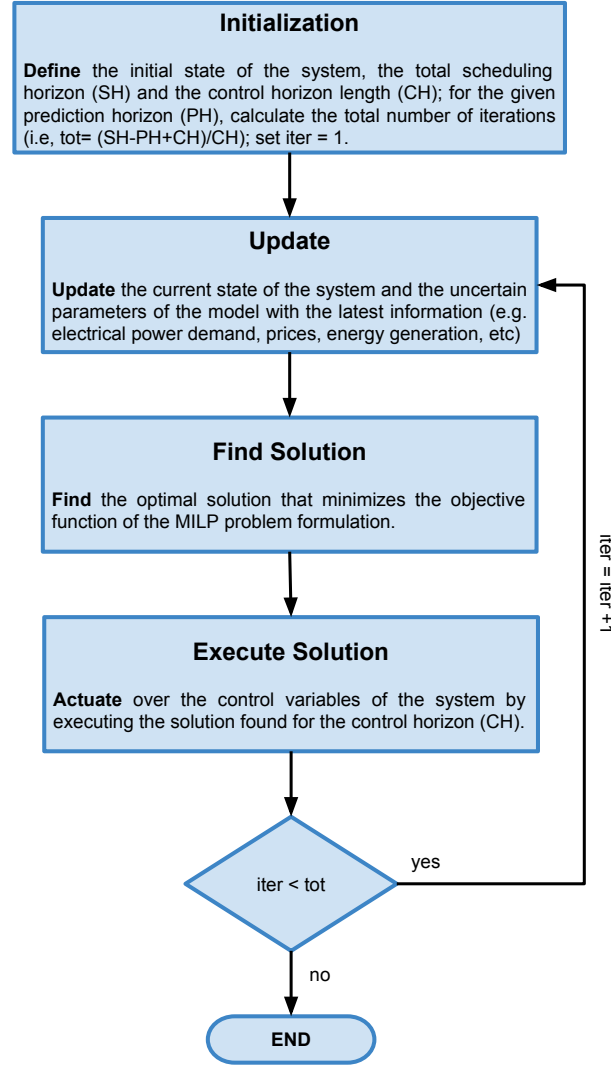 Initialization
Define the initial state of the system, the total scheduling
horizon (SH) and the control horizon length (CH); for the given
prediction horizon (PH), calculate the total number of iterations
(i.e, tot= (SH-PH+CH)/CH); set iter = 1.
Update
Update the current state of the system and the uncertain
parameters of the model with the latest information (e.g.
electrical power demand, prices, energy generation, etc)
Find Solution
Find the optimal solution that minimizes the objective
function of the MILP problem formulation.
Execute Solution
Actuate over the control variables of the system by
executing the solution found for the control horizon (CH).
iter < tot
yes
iter = iter +1
no
END